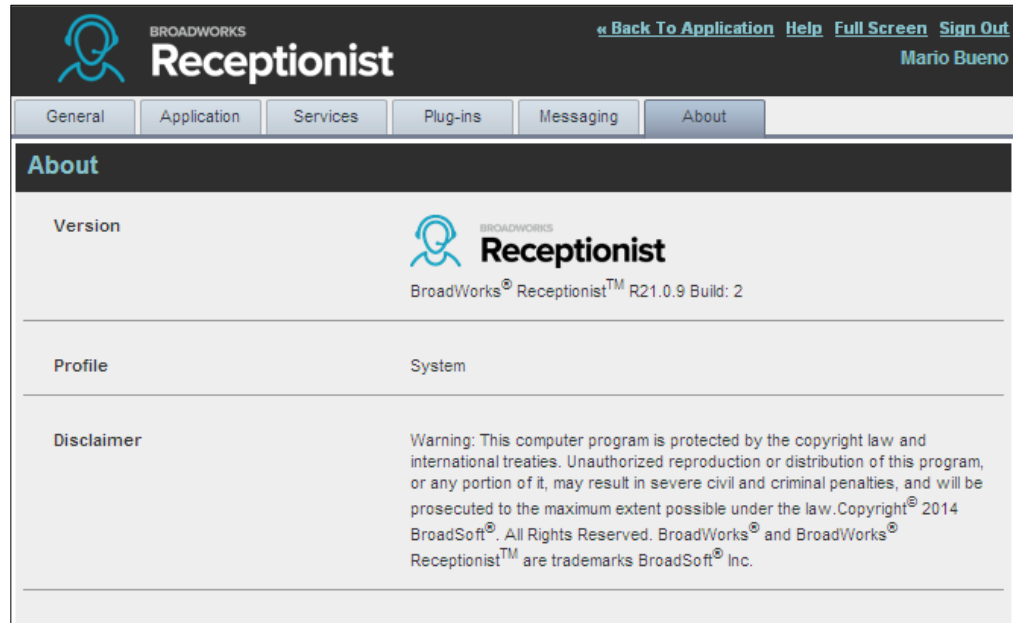 BROADWORKS
Receptionist
« Back To Application Help Full Screen Sign Out
Mario Bueno
General Application Services Plug-ins Messaging About
About
Version
BROADWORKS
Receptionist
BroadWorks® Receptionist™ R21.0.9 Build: 2
Profile System
Disclaimer Warning: This computer program is protected by the copyright law and
international treaties. Unauthorized reproduction or distribution of this program,
or any portion of it, may result in severe civil and criminal penalties, and will be
prosecuted to the maximum extent possible under the law.Copyright© 2014
BroadSoft®. All Rights Reserved. BroadWorks® and BroadWorks®
Receptionist™ are trademarks BroadSoft® Inc.